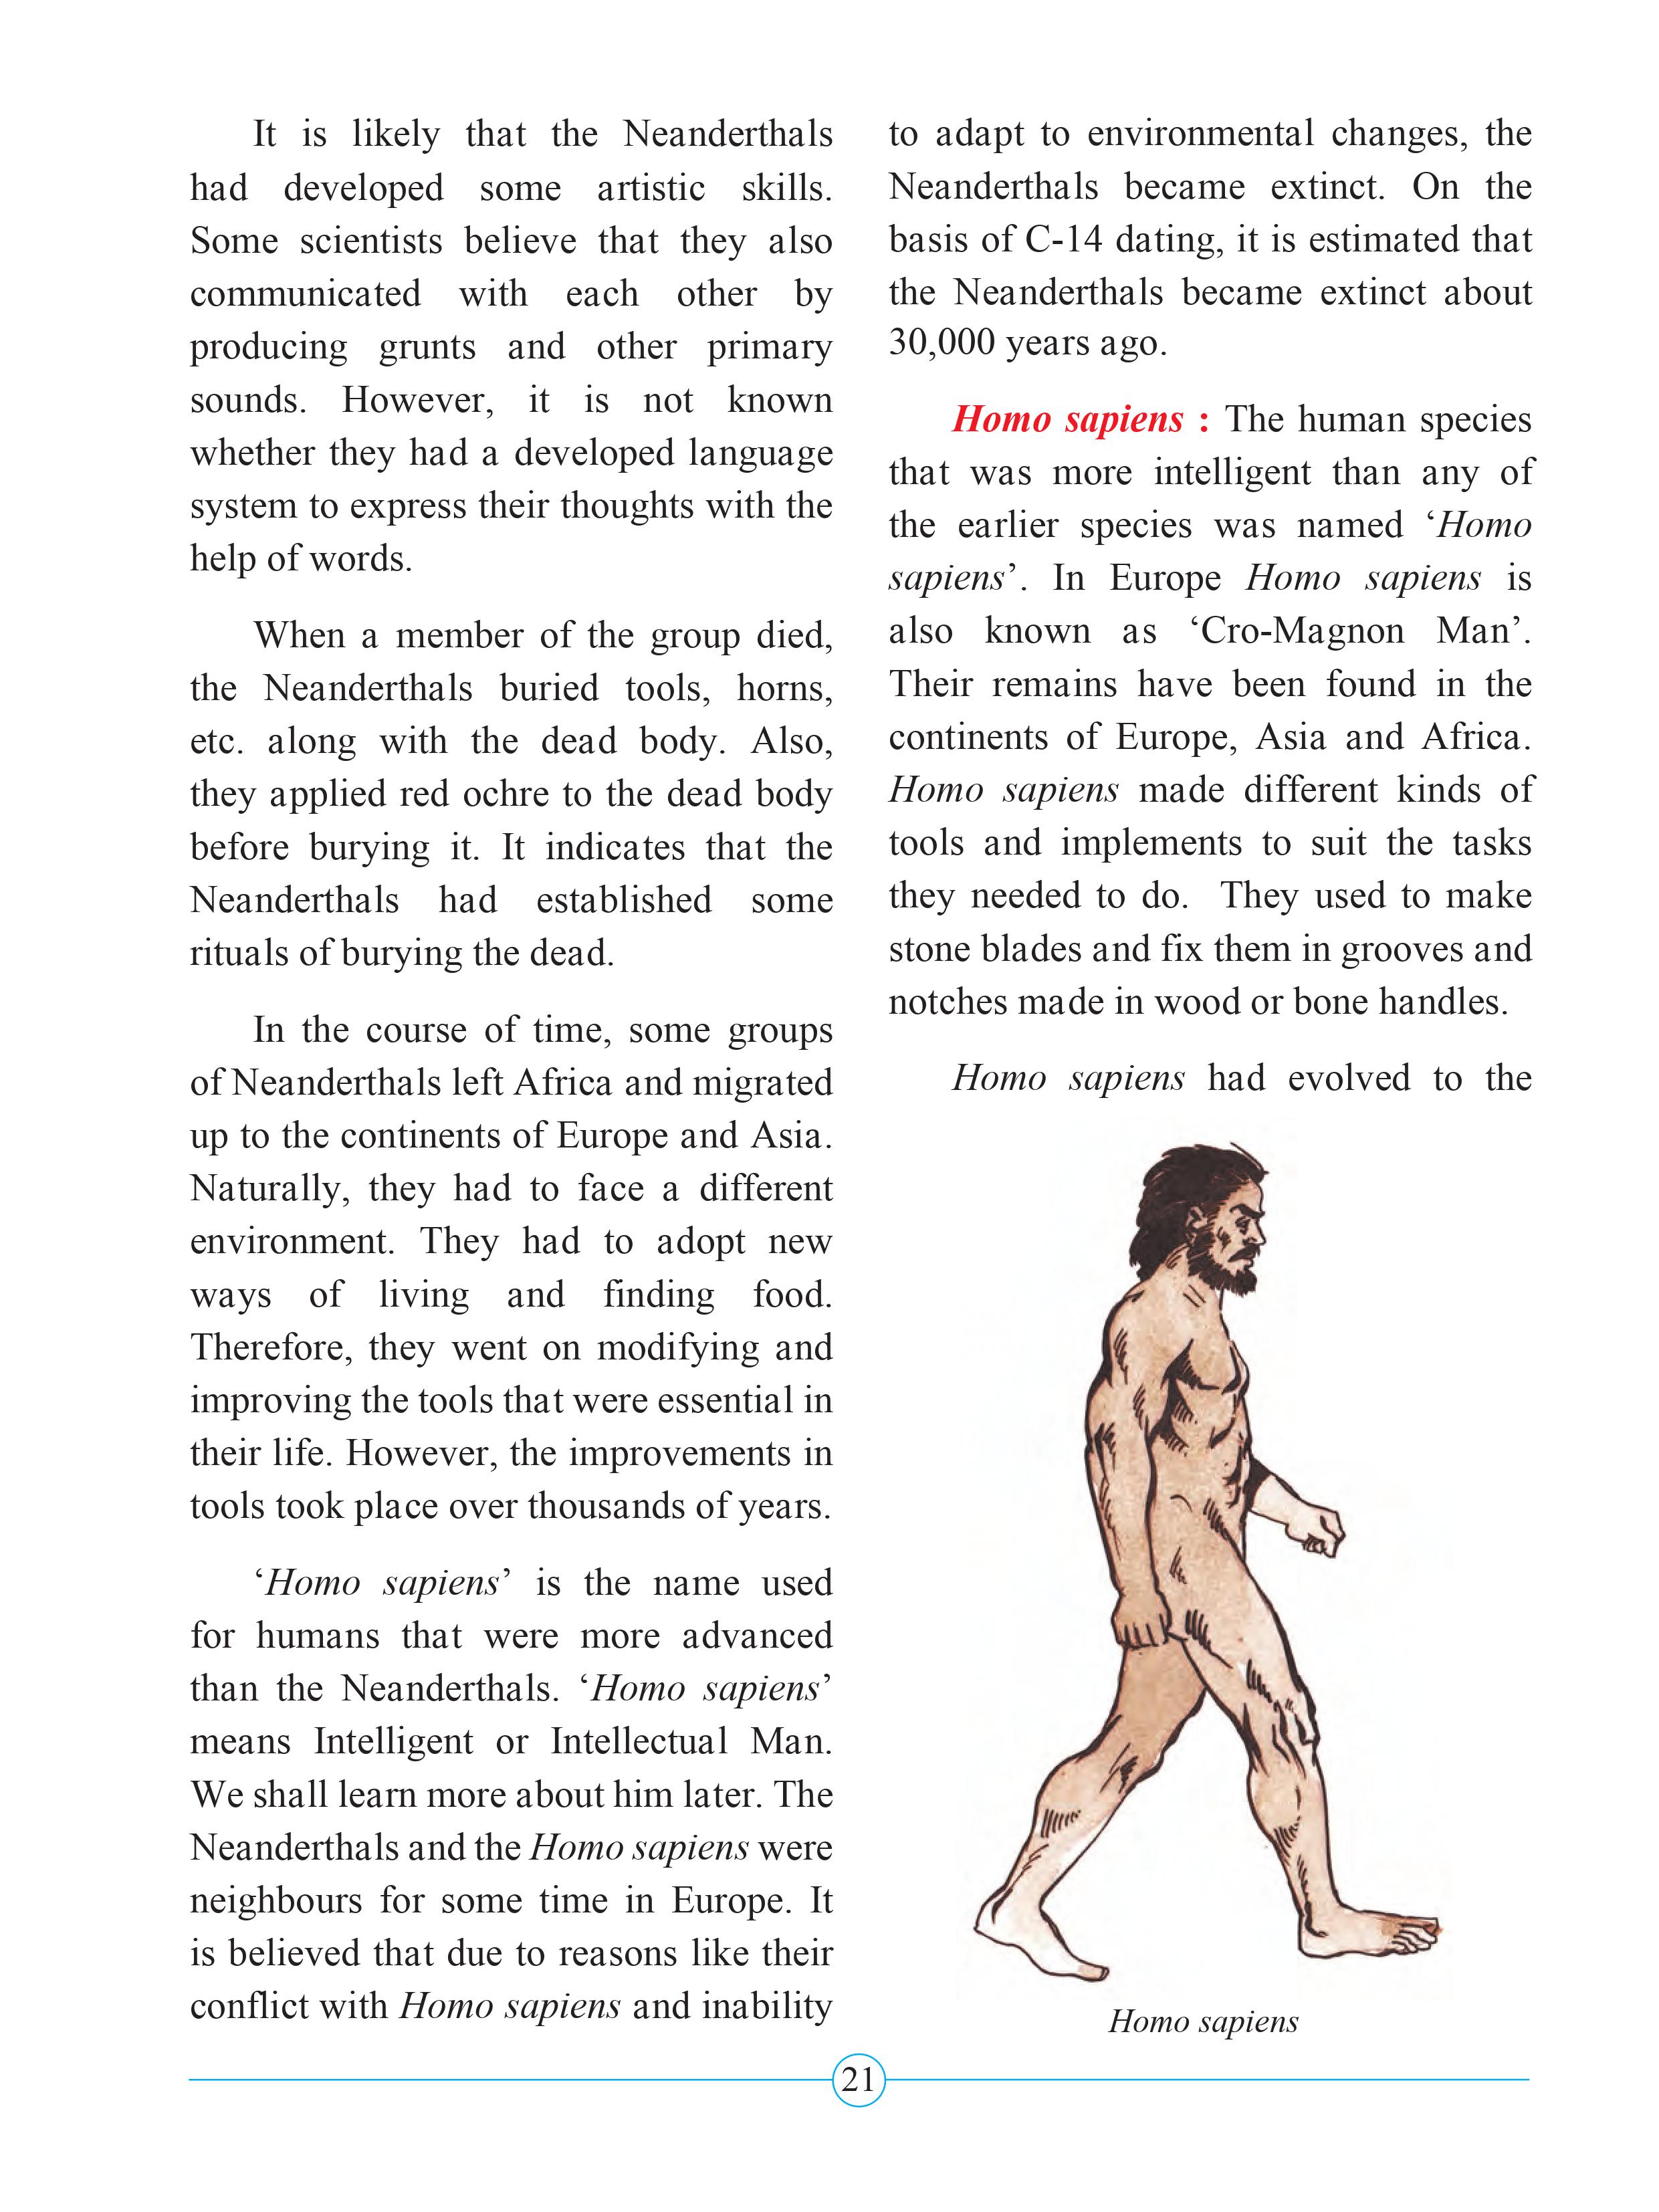 It is likely that the Neanderthals
had developed some artistic skills.
Some scientists believe that they also
communicated with each other by
producing grunts and other primary
sounds. However, it is not known
whether they had a developed language
system to express their thoughts with the
help of words.
When a member of the group died,
the Neanderthals buried tools, horns,
etc. along with the dead body. Also,
they applied red ochre to the dead body
before burying it. It indicates that the
Neanderthals had established some
rituals of burying the dead.
In the course of time, some groups
of Neanderthals left Africa and migrated
up to the continents of Europe and Asia.
Naturally, they had to face a different
environment. They had to adopt new
ways of living and finding food.
Therefore, they went on modifying and
improving the tools that were essential in
their life. However, the improvements in
tools took place over thousands of years.
‘Homo sapiens’ is the name used
for humans that were more advanced
than the Neanderthals. ‘Homo sapiens’
means Intelligent or Intellectual Man.
We shall learn more about him later. The
Neanderthals and the Homo sapiens were
neighbours for some time in Europe. It
is believed that due to reasons like their
conflict with Homo sapiens and inability
to adapt to environmental changes, the
Neanderthals became extinct. On the
basis of C-14 dating, it is estimated that
the Neanderthals became extinct about
30,000 years ago.
Homo sapiens : The human species
that was more intelligent than any of
the earlier species was named ‘Homo
sapiens’. In Europe Homo sapiens is
also known as ‘Cro-Magnon Man’.
Their remains have been found in the
continents of Europe, Asia and Africa.
Homo sapiens made different kinds of
tools and implements to suit the tasks
they needed to do. They used to make
stone blades and fix them in grooves and
notches made in wood or bone handles.
Homo sapiens had evolved to the
Homo sapiens
21